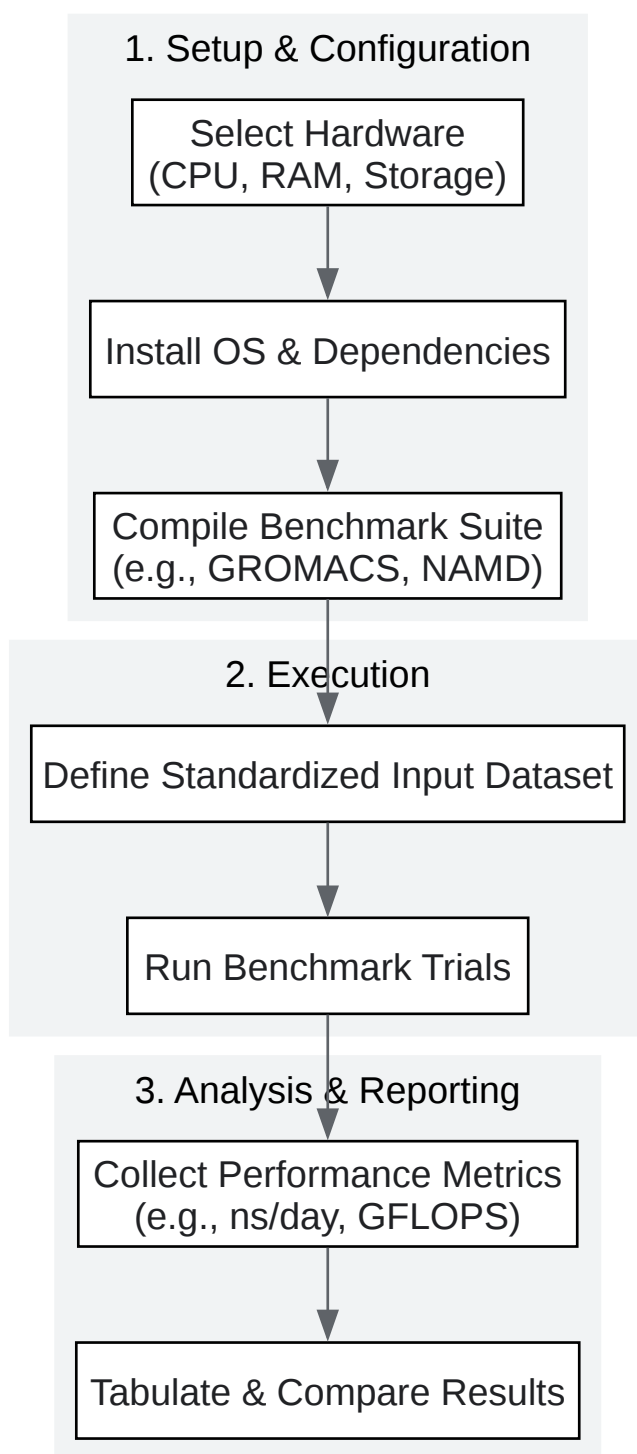 1. Setup & Configuration
Select Hardware
(CPU, RAM, Storage)
Install OS & Dependencies
Compile Benchmark Suite
(e.g., GROMACS, NAMD)
2. Execution
Define Standardized Input Dataset
Run Benchmark Trials
3. Analysis & Reporting
Collect Performance Metrics
(e.g., ns/day, GFLOPS)
Tabulate & Compare Results